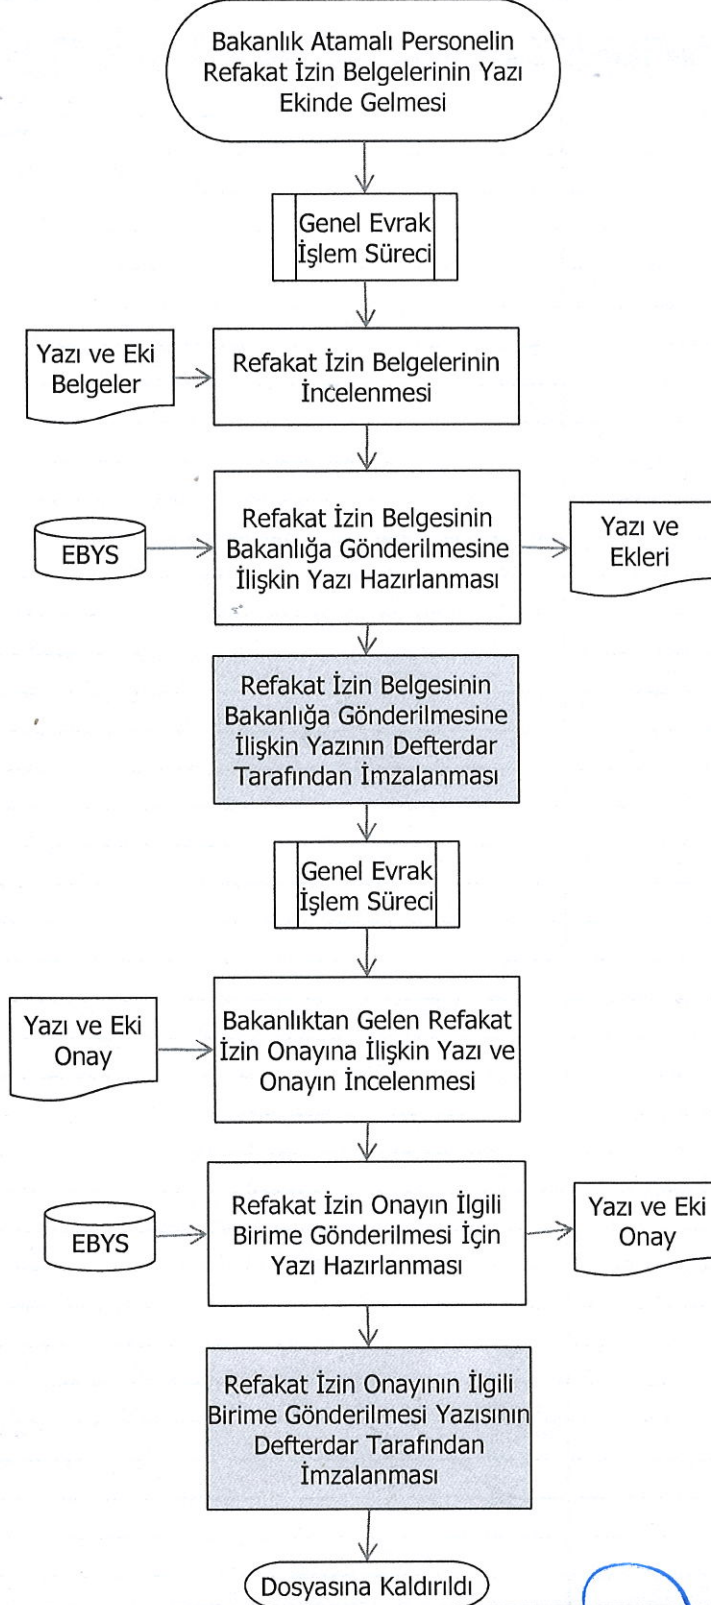 Bakanlık Atamalı Personelin
Refakat İzin Belgelerinin Yazı
Ekinde Gelmesi
Genel Evrak
İşlem Süreci
Yazı ve Eki
Belgeler
Refakat İzin Belgelerinin
İncelenmesi
EBYS
Refakat İzin Belgesinin
Bakanlığa Gönderilmesine
İlişkin Yazı Hazırlanması
Yazı ve
Ekleri
Refakat İzin Belgesinin
Bakanlığa Gönderilmesine
İlişkin Yazının Defterdar
Tarafından İmzalanması
Genel Evrak
İşlem Süreci
Yazı ve Eki
Onay
Bakanlıktan Gelen Refakat
İzin Onayına İlişkin Yazı ve
Onayın İncelenmesi
EBYS
Refakat İzin Onayın İlgili
Birime Gönderilmesi İçin
Yazı Hazırlanması
Yazı ve Eki
Onay
Refakat İzin Onayının İlgili
Birime Gönderilmesi Yazısının
Defterdar Tarafından
İmzalanması
Dosyasına Kaldırıldı